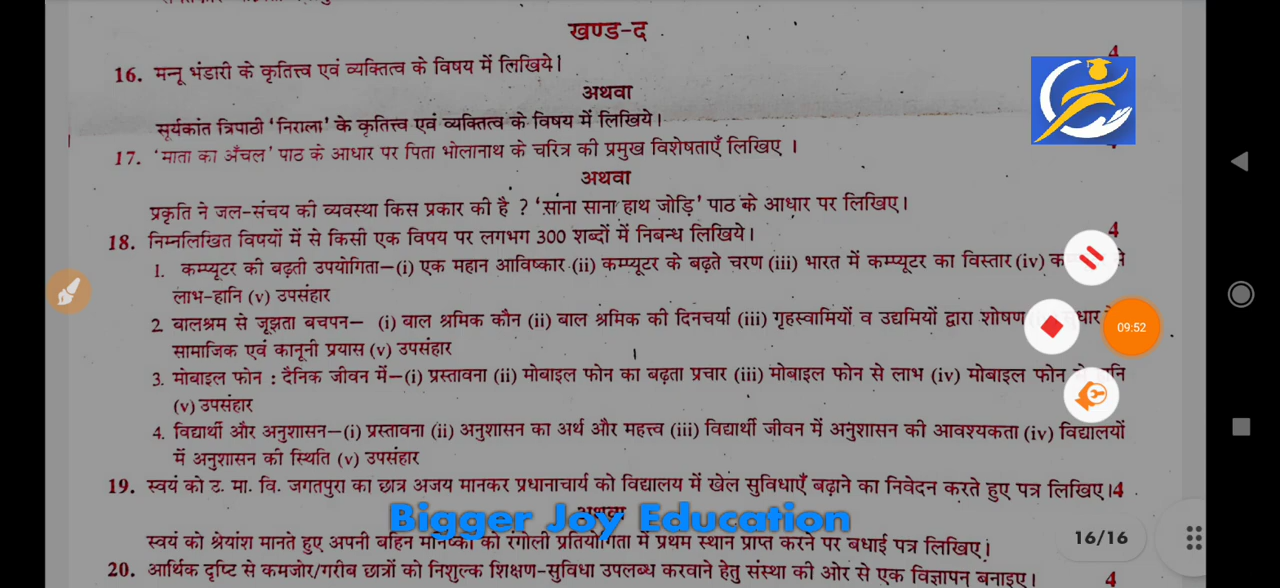 खण्ड-द
16. मन्नू भंडारी के कृतित्त्व एवं व्यक्तित्व के विषय में लिखिये। 4
अथवा
सूर्यकांत त्रिपाठी 'निराला' के कृतित्त्व एवं व्यक्तित्व के विषय में लिखिये।
17. 'माता का अँचल' पाठ के आधार पर पिता भोलानाथ के चरित्र की प्रमुख विशेषताएँ लिखिए ।
अथवा
प्रकृति ने जल-संचय की व्यवस्था किस प्रकार की है ? 'साना साना हाथ जोड़ि' पाठ के आधार पर लिखिए।
18. निम्नलिखित विषयों में से किसी एक विषय पर लगभग 300 शब्दों में निबन्ध लिखिये। 4
1. कम्प्यूटर की बढ़ती उपयोगिता–(i) एक महान आविष्कार (ii) कम्प्यूटर के बढ़ते चरण (iii) भारत में कम्प्यूटर का विस्तार (iv)
लाभ-हानि (v) उपसंहार
2. बालश्रम से जूझता बचपन– (i) बाल श्रमिक कौन (ii) बाल श्रमिक की दिनचर्या (iii) गृहस्वामियों व उद्यमियों द्वारा शोषण
सामाजिक एवं कानूनी प्रयास (v) उपसंहार
3. मोबाइल फोन : दैनिक जीवन में–(i) प्रस्तावना (ii) मोबाइल फोन का बढ़ता प्रचार (iii) मोबाइल फोन से लाभ (iv) मोबाइल फोन
(v) उपसंहार
4. विद्यार्थी और अनुशासन–(i) प्रस्तावना (ii) अनुशासन का अर्थ और महत्त्व (iii) विद्यार्थी जीवन में अनुशासन की आवश्यकता (iv) विद्यालयों
में अनुशासन की स्थिति (v) उपसंहार
09:52
19. स्वयं को उ. मा. वि. जगतपुरा का छात्र अजय मानकर प्रधानाचार्य को विद्यालय में खेल सुविधाएँ बढ़ाने का निवेदन करते हुए पत्र लिखिए।4
अथवा
Bigger Joy Education
16/16
स्वयं को श्रेयांश मानते हुए अपनी बहिन मनिष्का को रंगोली प्रतियोगिता में प्रथम स्थान प्राप्त करने पर बधाई पत्र लिखिए।
20. आर्थिक दृष्टि से कमजोर/गरीब छात्रों को निशुल्क शिक्षण-सुविधा उपलब्ध करवाने हेतु संस्था की ओर से एक विज्ञापन बनाइए। 4